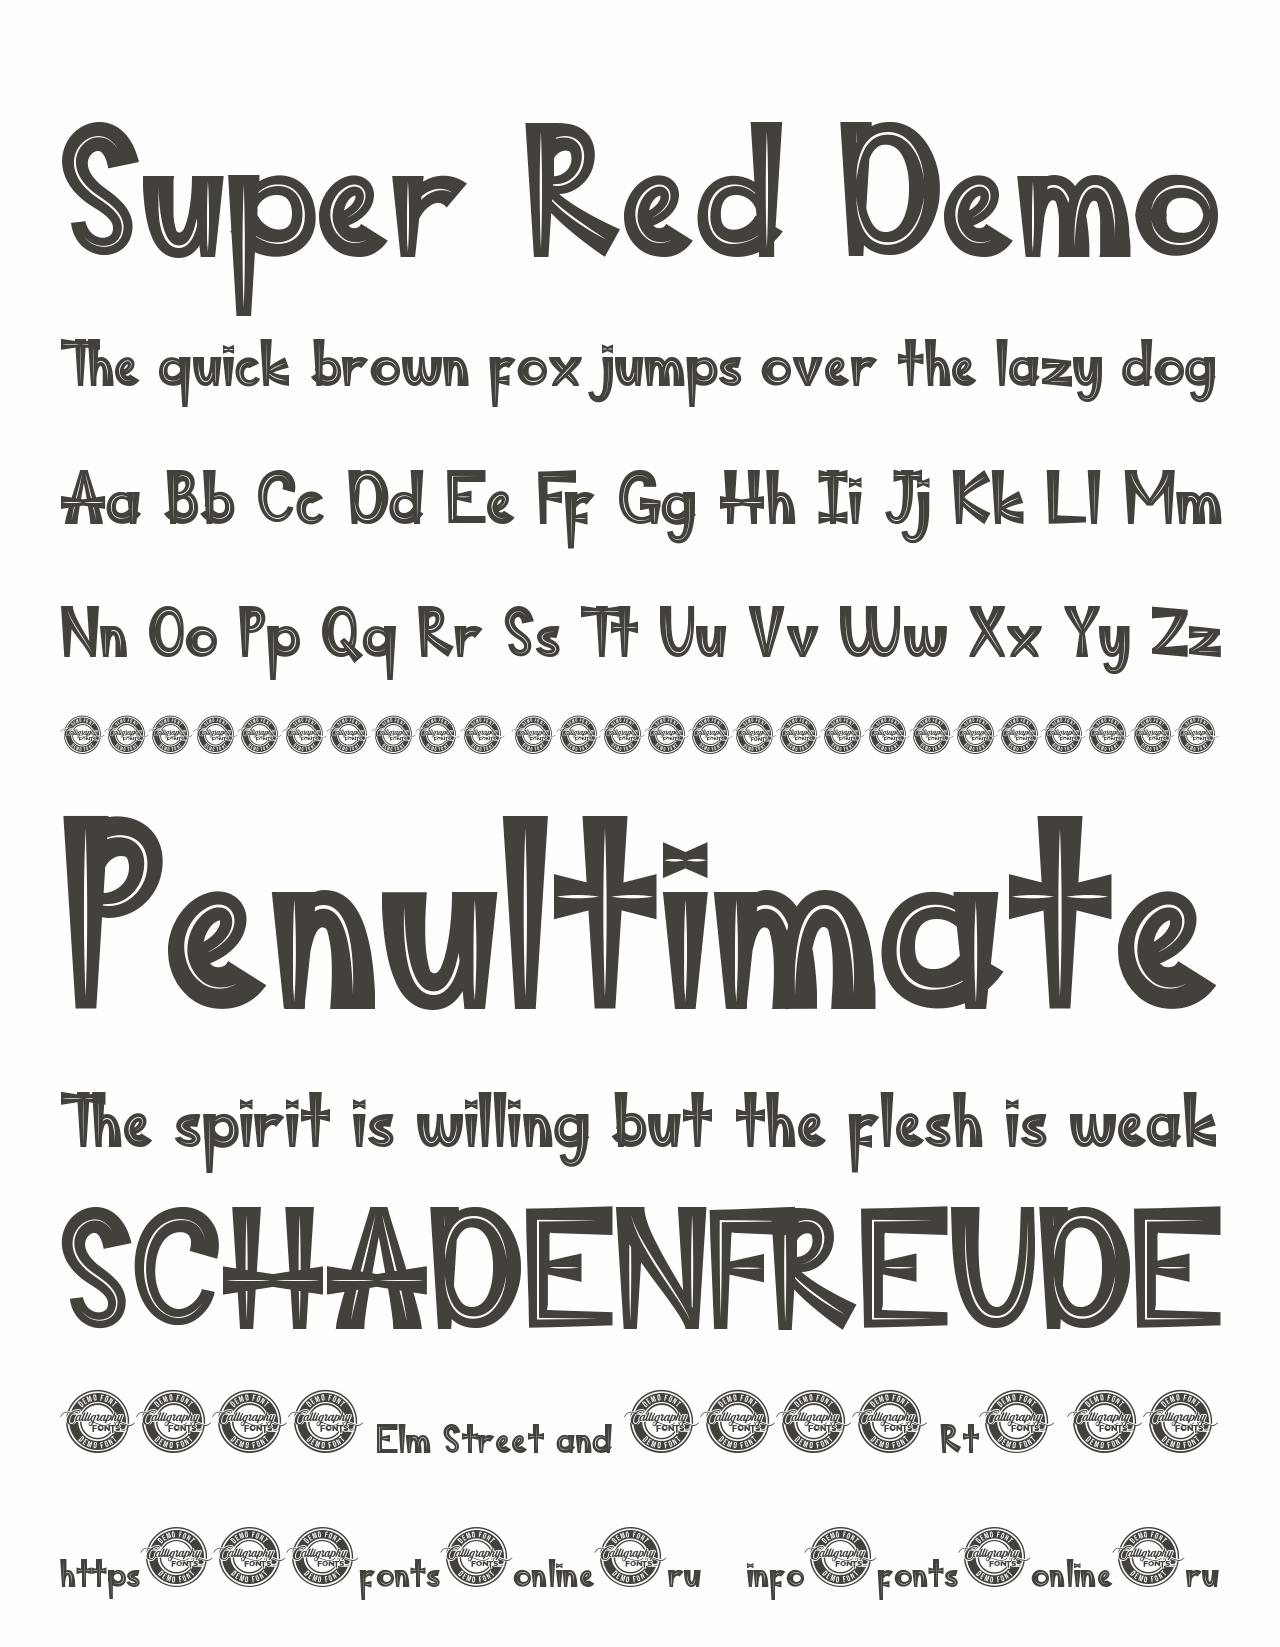 Super Red Demo
The quick brown fox jumps over the lazy dog
Aa Bb Cc Dd Ee Ff Gg Hh Ii Jj Kk Ll Mm
Nn Oo Pp Qq Rr Ss Tt Uu Vv Ww Xx Yy Zz
Penultimate
The spirit is willing but the flesh is weak
SCHADENFREUDE
Elm Street and Rt
https fonts online ru info fonts online ru